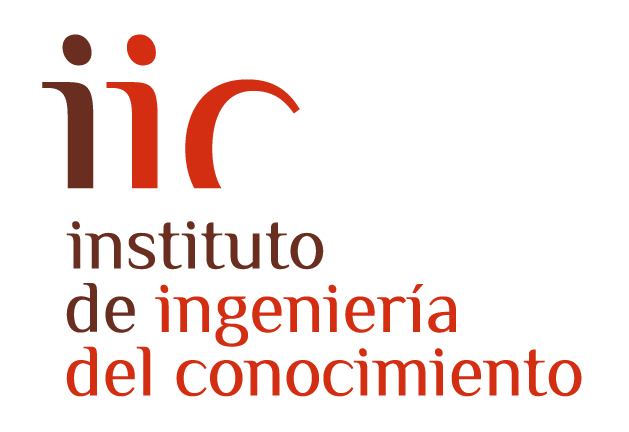 iic
instituto
de ingeniería
del conocimiento